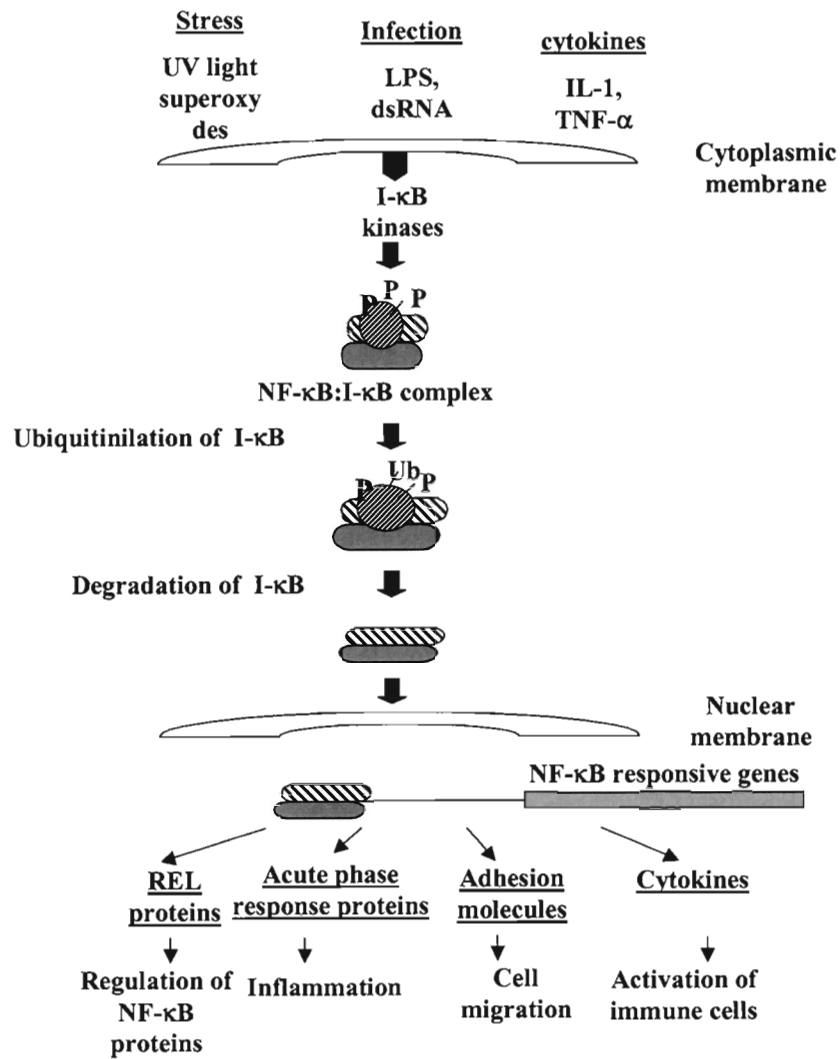 Stress
UV light
superoxy
des
Infection
LPS,
dsRNA
cytokines
IL-1,
TNF-α
Cytoplasmic
membrane
I-κB
kinases
P
P
P
NF-κB:I-κB complex
Ubiquitinilation of I-κB
Ub
P
P
Degradation of I-κB
Nuclear
membrane
NF-κB responsive genes
REL
proteins
Acute phase
response proteins
Adhesion
molecules
Cytokines
Regulation of
NF-κB
proteins
Inflammation
Cell
migration
Activation of
immune cells